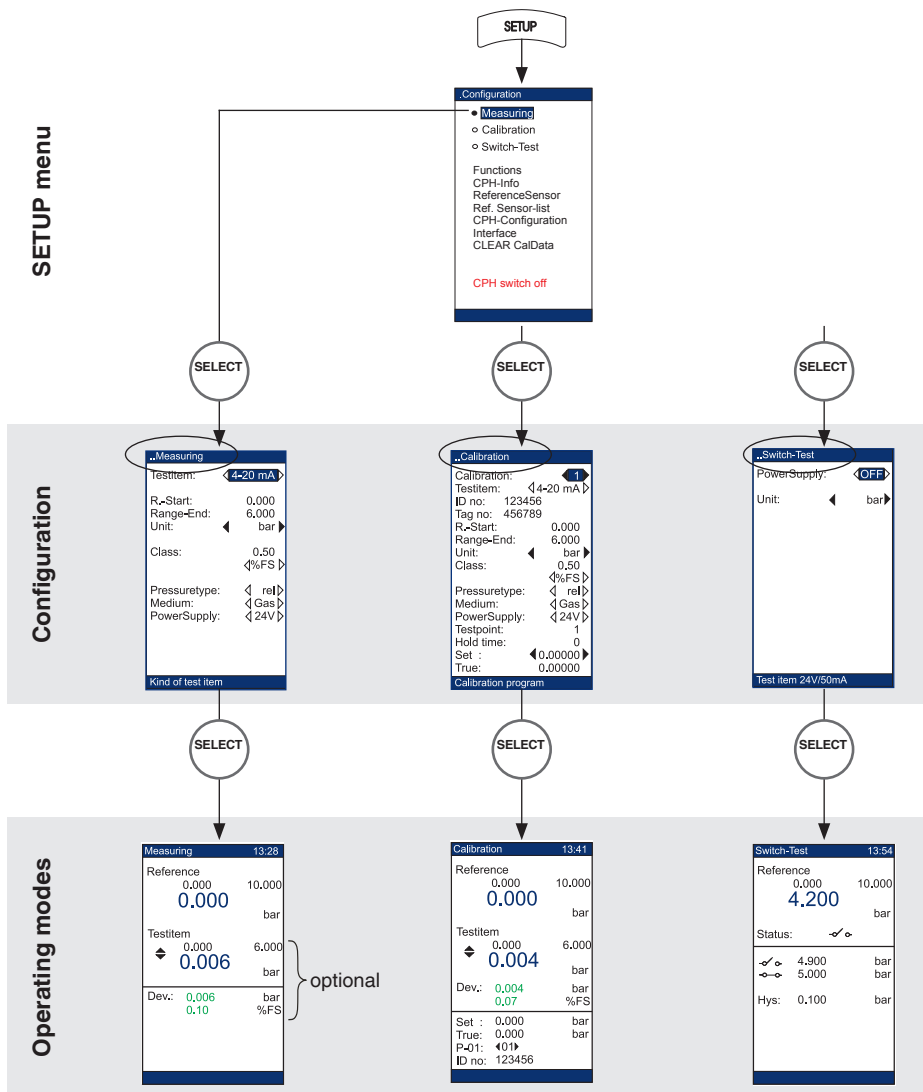 SETUP
SETUP menu
.Configuration
Measuring
Calibration
Switch-Test
Functions
CPH-Info
ReferenceSensor
Ref. Sensor-list
CPH-Configuration
Interface
CLEAR CalData
CPH switch off
SELECT
SELECT
SELECT
Configuration
..Measuring
Testitem: 4-20 mA
R.-Start: 0.000
Range-End: 6.000
Unit: bar
Class: 0.50
%FS
Pressuretype: rel
Medium: Gas
PowerSupply: 24V
Kind of test item
..Calibration
Calibration: 1
Testitem: 4-20 mA
ID no: 123456
Tag no: 456789
R.-Start: 0.000
Range-End: 6.000
Unit: bar
Class: 0.50
%FS
Pressuretype: rel
Medium: Gas
PowerSupply: 24V
Testpoint: 1
Hold time: 0
Set : 0.00000
True: 0.00000
Calibration program
..Switch-Test
PowerSupply: OFF
Unit: bar
Test item 24V/50mA
SELECT
SELECT
SELECT
Operating modes
Measuring 13:28
Reference
0.000 10.000
0.000
bar
Testitem
0.000 6.000
0.006
bar
Dev.: 0.006 bar
0.10 %FS
optional
Calibration 13:41
Reference
0.000 10.000
0.000
bar
Testitem
0.000 6.000
0.004
bar
Dev.: 0.004 bar
0.07 %FS
Set : 0.000 bar
True: 0.000 bar
P-01: 01
ID no: 123456
Switch-Test 13:54
Reference
0.000 10.000
4.200
bar
Status:
4.900 bar
5.000 bar
Hys: 0.100 bar